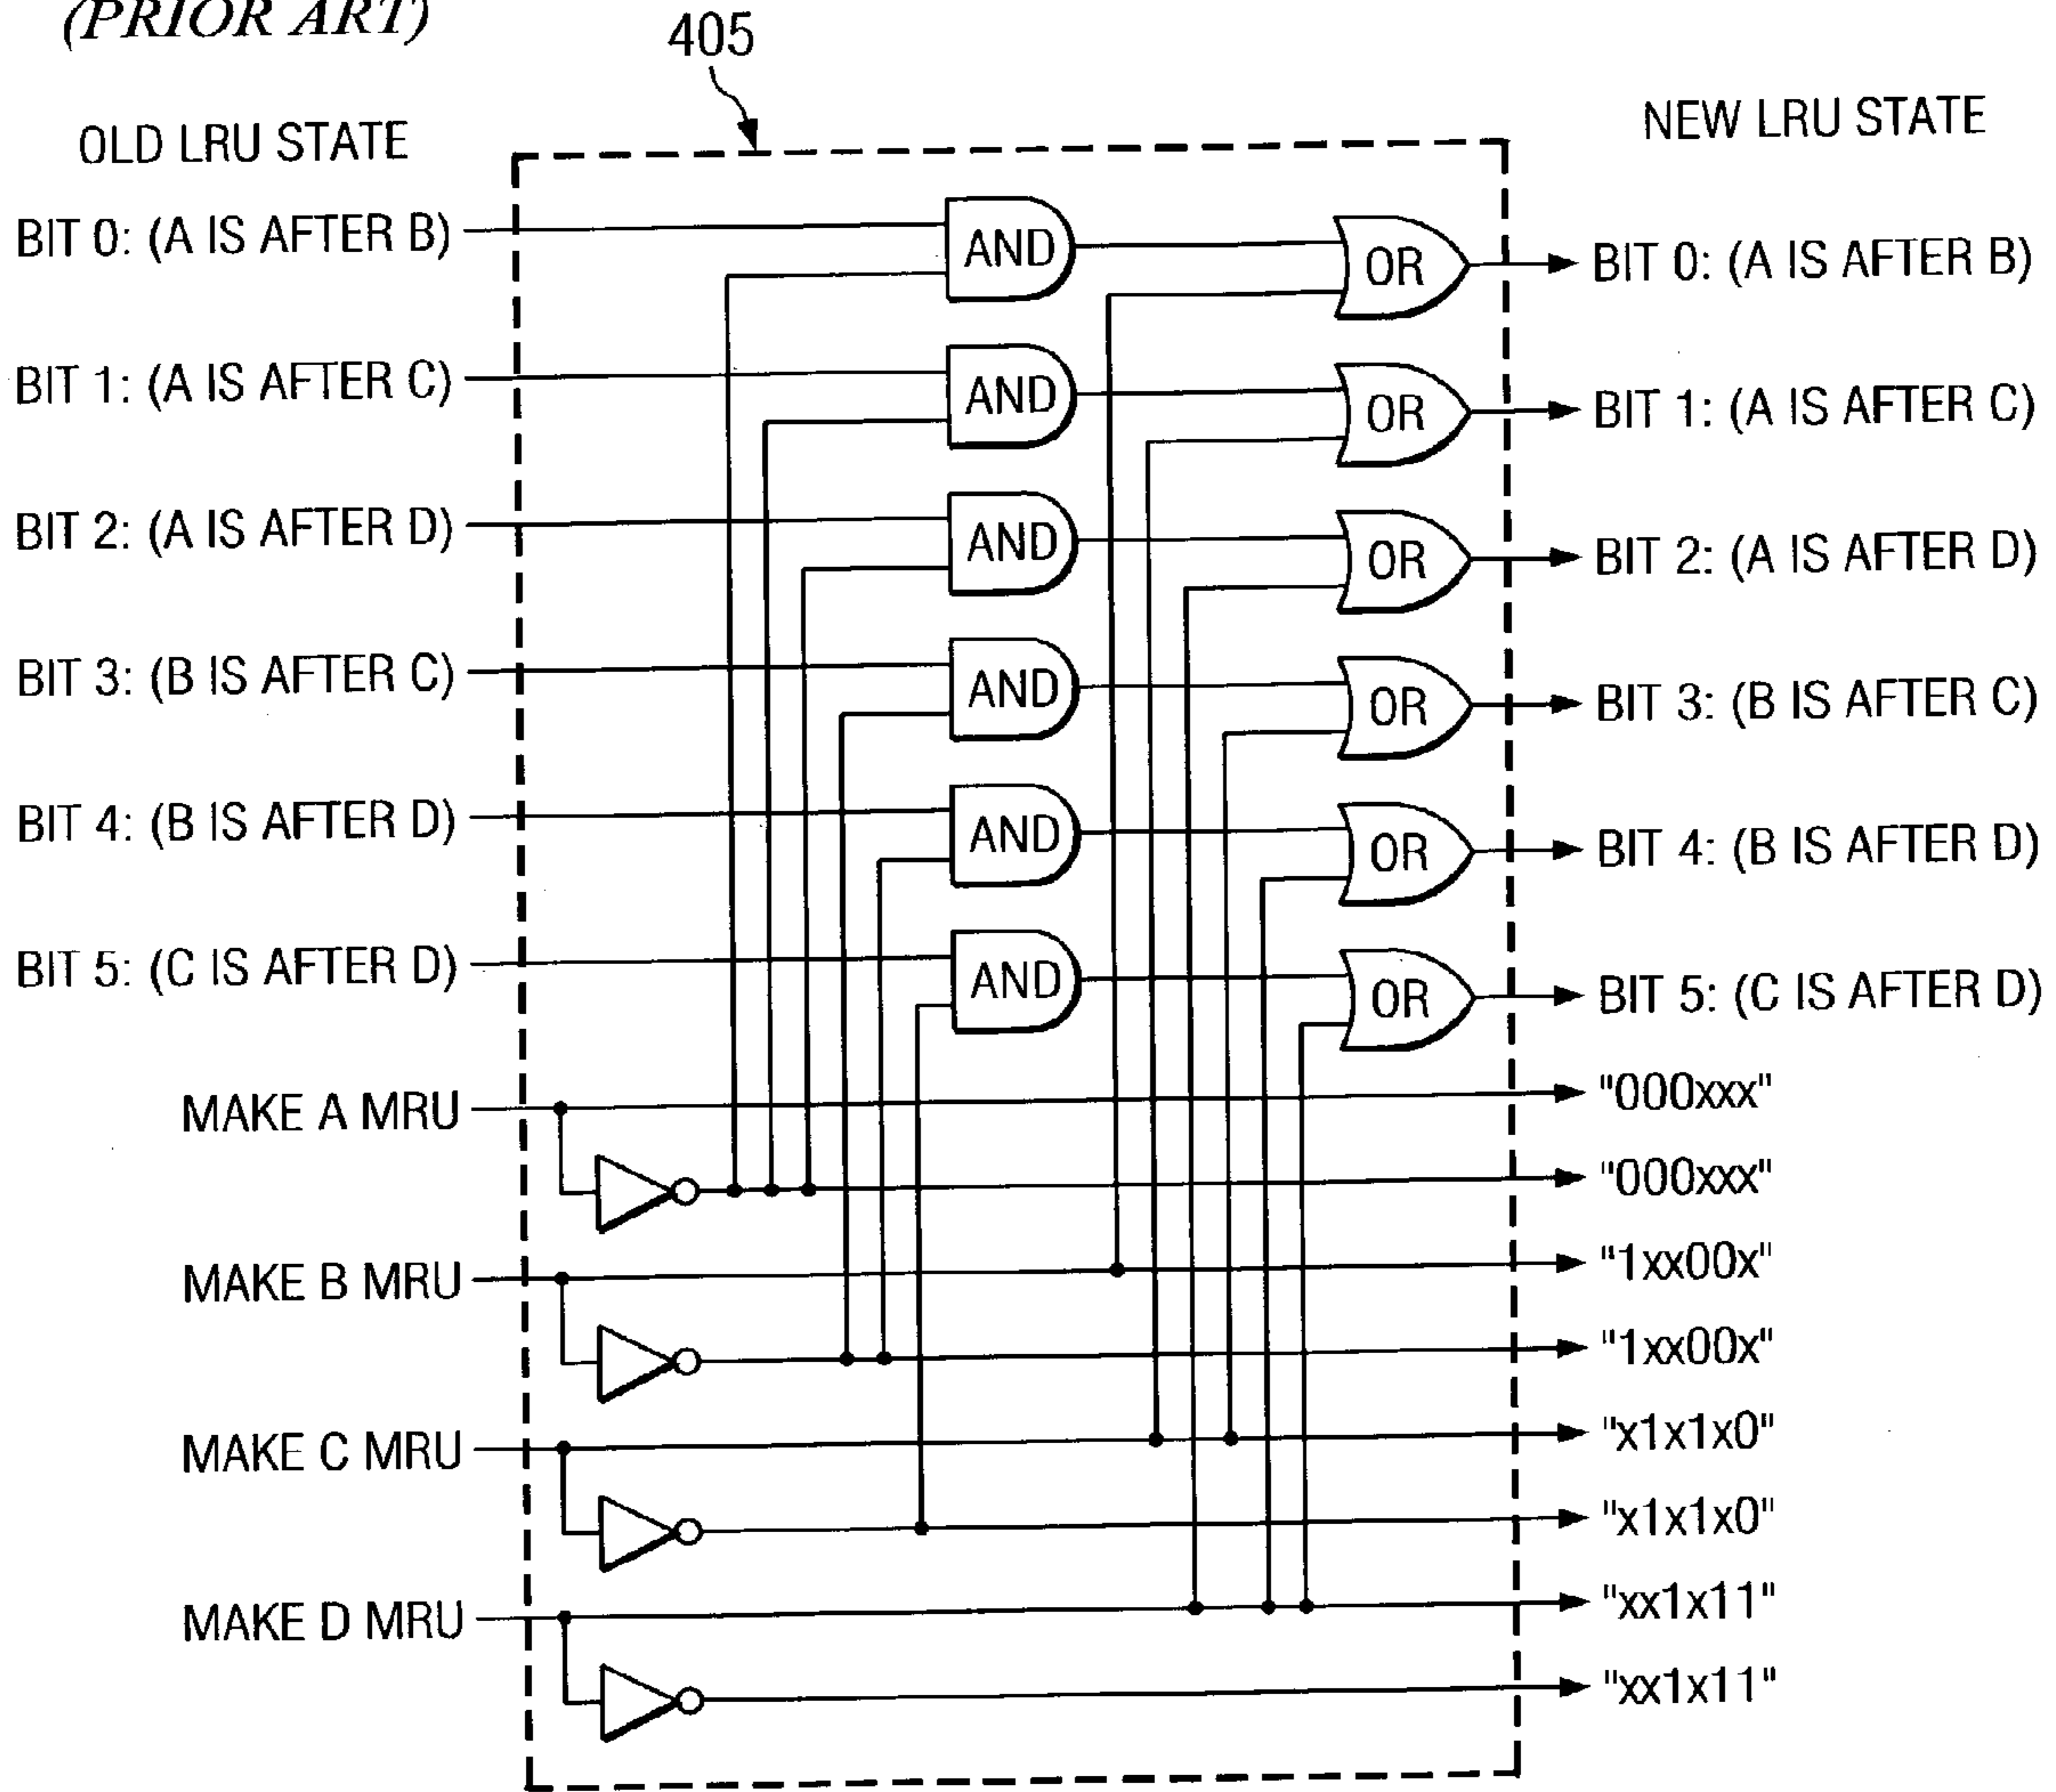 (PRIOR ART)
405
OLD LRU STATE
NEW LRU STATE
BIT 0: (A IS AFTER B)
AND
OR
BIT 0: (A IS AFTER B)
BIT 1: (A IS AFTER C)
AND
OR
BIT 1: (A IS AFTER C)
BIT 2: (A IS AFTER D)
AND
OR
BIT 2: (A IS AFTER D)
BIT 3: (B IS AFTER C)
AND
OR
BIT 3: (B IS AFTER C)
BIT 4: (B IS AFTER D)
AND
OR
BIT 4: (B IS AFTER D)
BIT 5: (C IS AFTER D)
AND
OR
BIT 5: (C IS AFTER D)
MAKE A MRU
"000xxx"
"000xxx"
MAKE B MRU
"1xx00x"
"1xx00x"
MAKE C MRU
"x1x1x0"
"x1x1x0"
MAKE D MRU
"xx1x11"
"xx1x11"